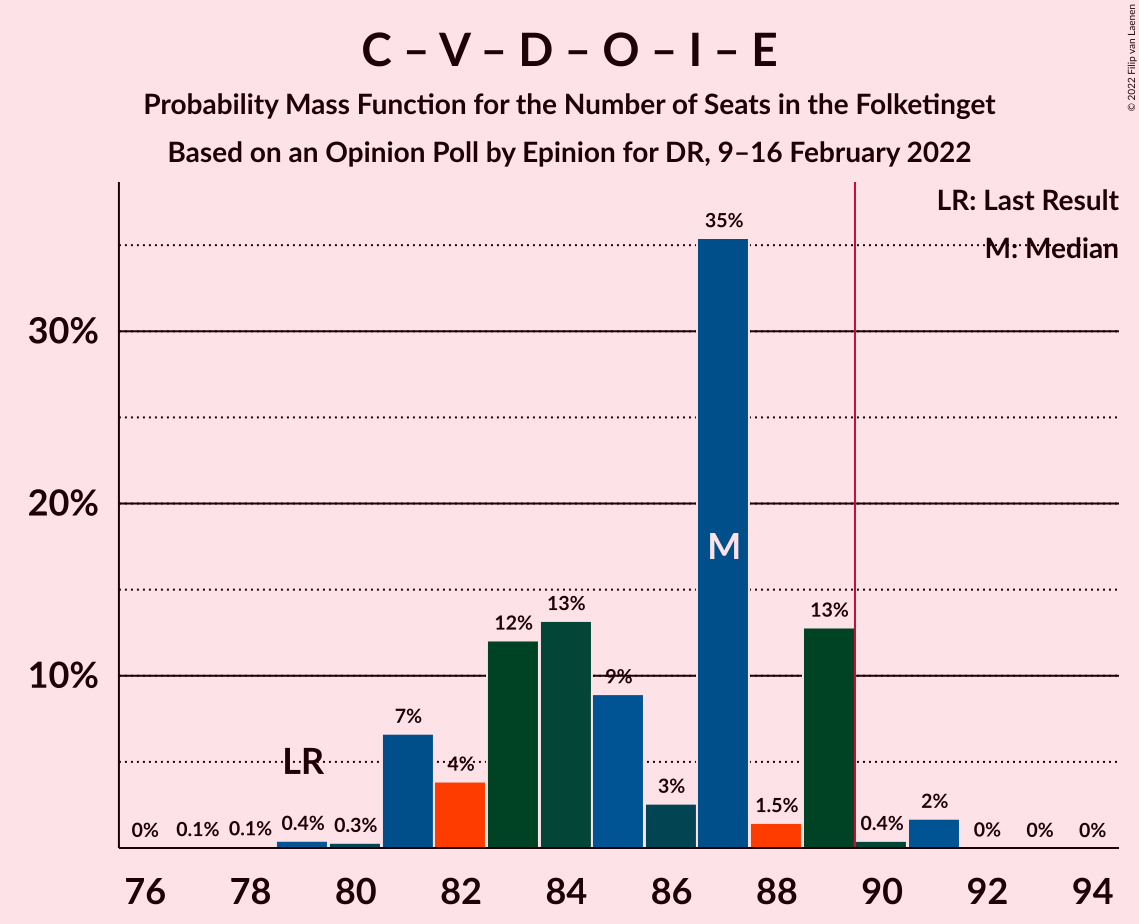 C – V – D – O – I – E
Probability Mass Function for the Number of Seats in the Folketinget
Based on an Opinion Poll by Epinion for DR, 9–16 February 2022
© 2022 Filip van Laenen
LR: Last Result
M: Median
35%
30%
20%
10%
M
LR
0%
0.1%
0.1%
0.4%
0.3%
7%
4%
12%
13%
9%
3%
1.5%
13%
0.4%
2%
0%
0%
0%
76 78 80 82 84 86 88 90 92 94